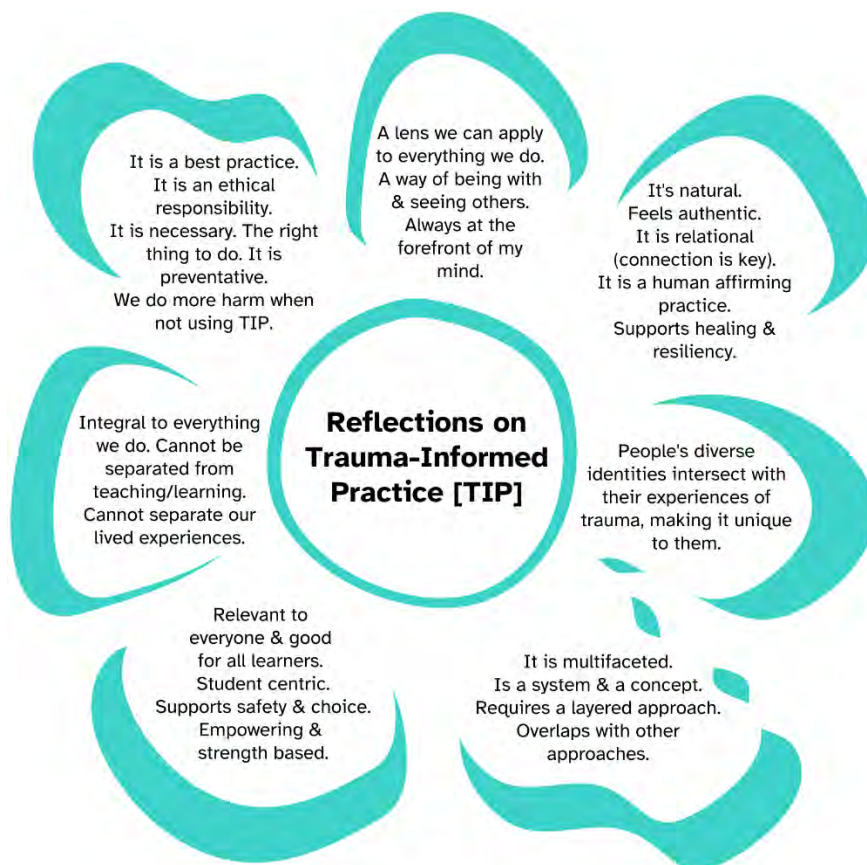 Reflections on
Trauma-Informed
Practice [TIP]
A lens we can apply
to everything we do.
A way of being with
& seeing others.
Always at the
forefront of my
mind.
It's natural.
Feels authentic.
It is relational
(connection is key).
It is a human affirming
practice.
Supports healing &
resiliency.
People's diverse
identities intersect with
their experiences of
trauma, making it unique
to them.
It is multifaceted.
Is a system & a concept.
Requires a layered approach.
Overlaps with other
approaches.
Relevant to
everyone & good
for all learners.
Student centric.
Supports safety & choice.
Empowering &
strength based.
Integral to everything
we do. Cannot be
separated from
teaching/learning.
Cannot separate our
lived experiences.
It is a best practice.
It is an ethical
responsibility.
It is necessary. The right
thing to do. It is
preventative.
We do more harm when
not using TIP.